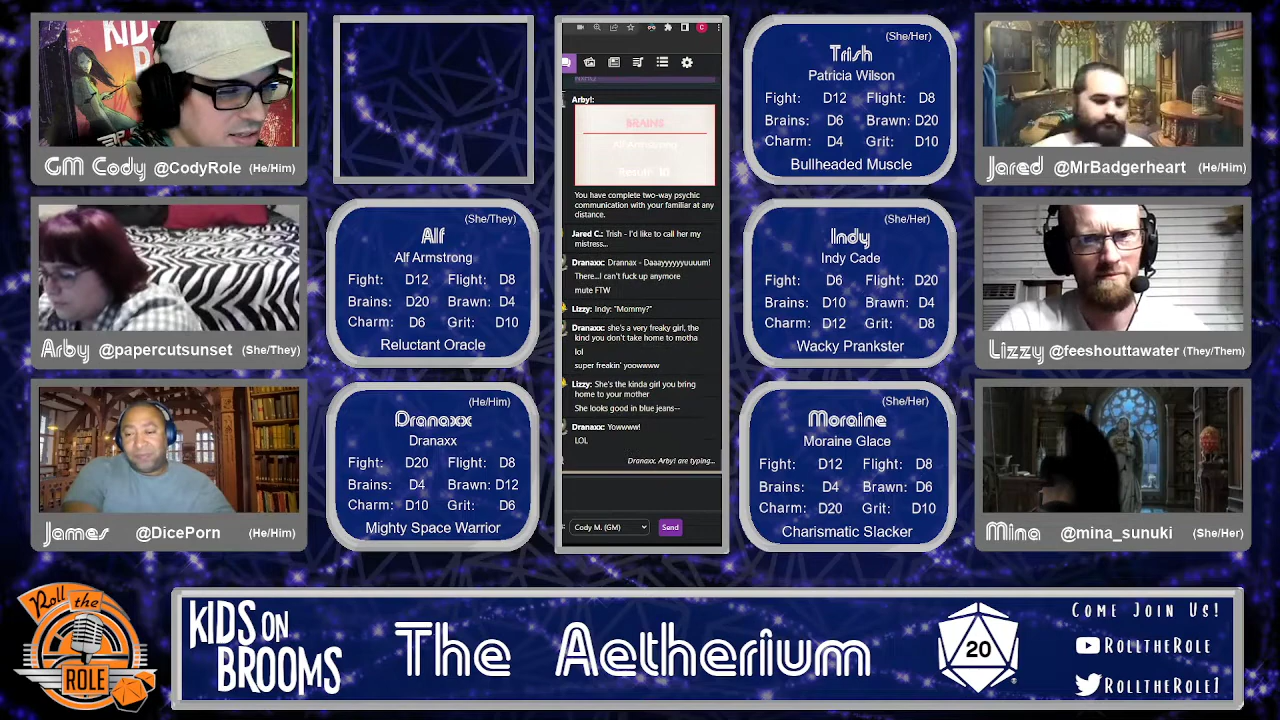 GM Cody @CodyRole (He/Him)
Arby @papercutsunset (She/They)
James @DicePorn (He/Him)
(She/They)
Alf
Alf Armstrong
Fight: D12 Flight: D8
Brains: D20 Brawn: D4
Charm: D6 Grit: D10
Reluctant Oracle
(He/Him)
Dranaxx
Dranaxx
Fight: D20 Flight: D8
Brains: D4 Brawn: D12
Charm: D10 Grit: D6
Mighty Space Warrior
Arby!:
BRAINS
Alf Armstrong
Result: 10
You have complete two-way psychic
communication with your familiar at any
distance.
Jared C.: Trish - I'd like to call her my
mistress...
Dranaxx: Drannax - Daaayyyyyyuuuum!
There...I can't fuck up anymore
mute FTW
Lizzy: Indy: "Mommy?"
Dranaxx: she's a very freaky girl, the
kind you don't take home to motha
lol
super freakin' yoowwww
Lizzy: She's the kinda girl you bring
home to your mother
She looks good in blue jeans--
Dranaxx: Yowwww!
LOL
Dranaxx, Arby! are typing...
Cody M. (GM)
Send
(She/Her)
Trish
Patricia Wilson
Fight: D12 Flight: D8
Brains: D6 Brawn: D20
Charm: D4 Grit: D10
Bullheaded Muscle
(She/Her)
Indy
Indy Cade
Fight: D6 Flight: D20
Brains: D10 Brawn: D4
Charm: D12 Grit: D8
Wacky Prankster
(She/Her)
Moraine
Moraine Glace
Fight: D12 Flight: D8
Brains: D4 Brawn: D6
Charm: D20 Grit: D10
Charismatic Slacker
Jared @MrBadgerheart (He/Him)
Lizzy @feeshouttawater (They/Them)
Mina @mina_sunuki (She/Her)
Roll the
ROLE
KIDS ON
BROOMS
The Aetherium
20
COME JOIN US!
ROLLTHEROLE
ROLLTHEROLE1